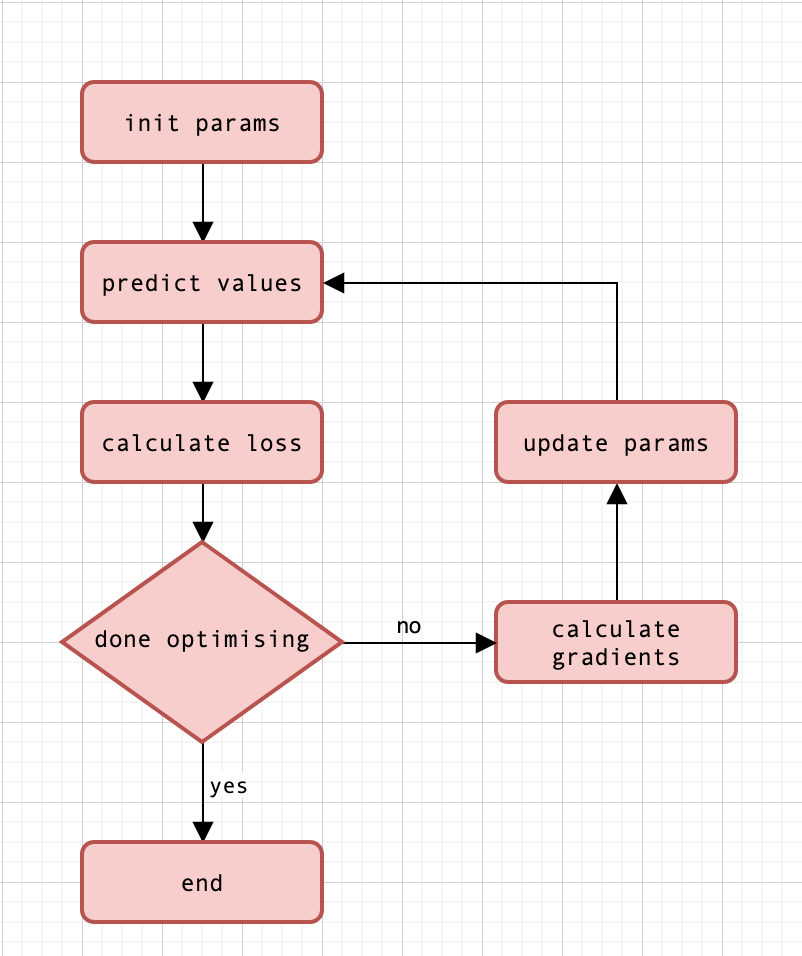 init params
predict values
calculate loss
update params
done optimising
no
calculate
gradients
yes
end